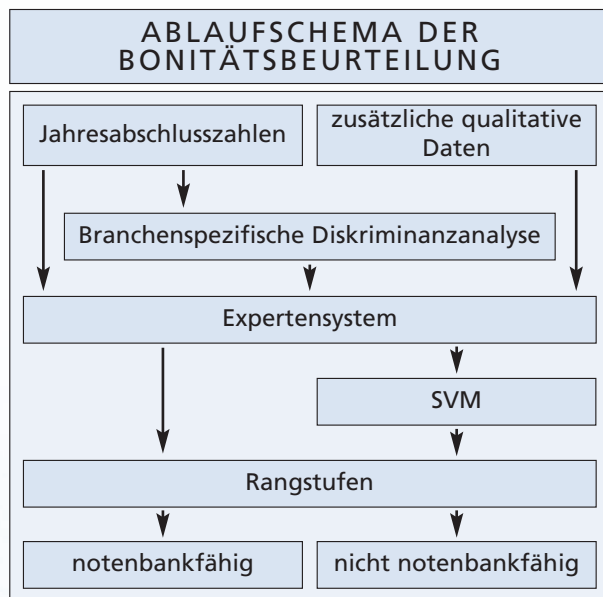 ABLAUFSCHEMA DER
BONITÄTSBEURTEILUNG
Jahresabschlusszahlen
zusätzliche qualitative
Daten
Branchenspezifische Diskriminanzanalyse
Expertensystem
SVM
Rangstufen
notenbankfähig
nicht notenbankfähig